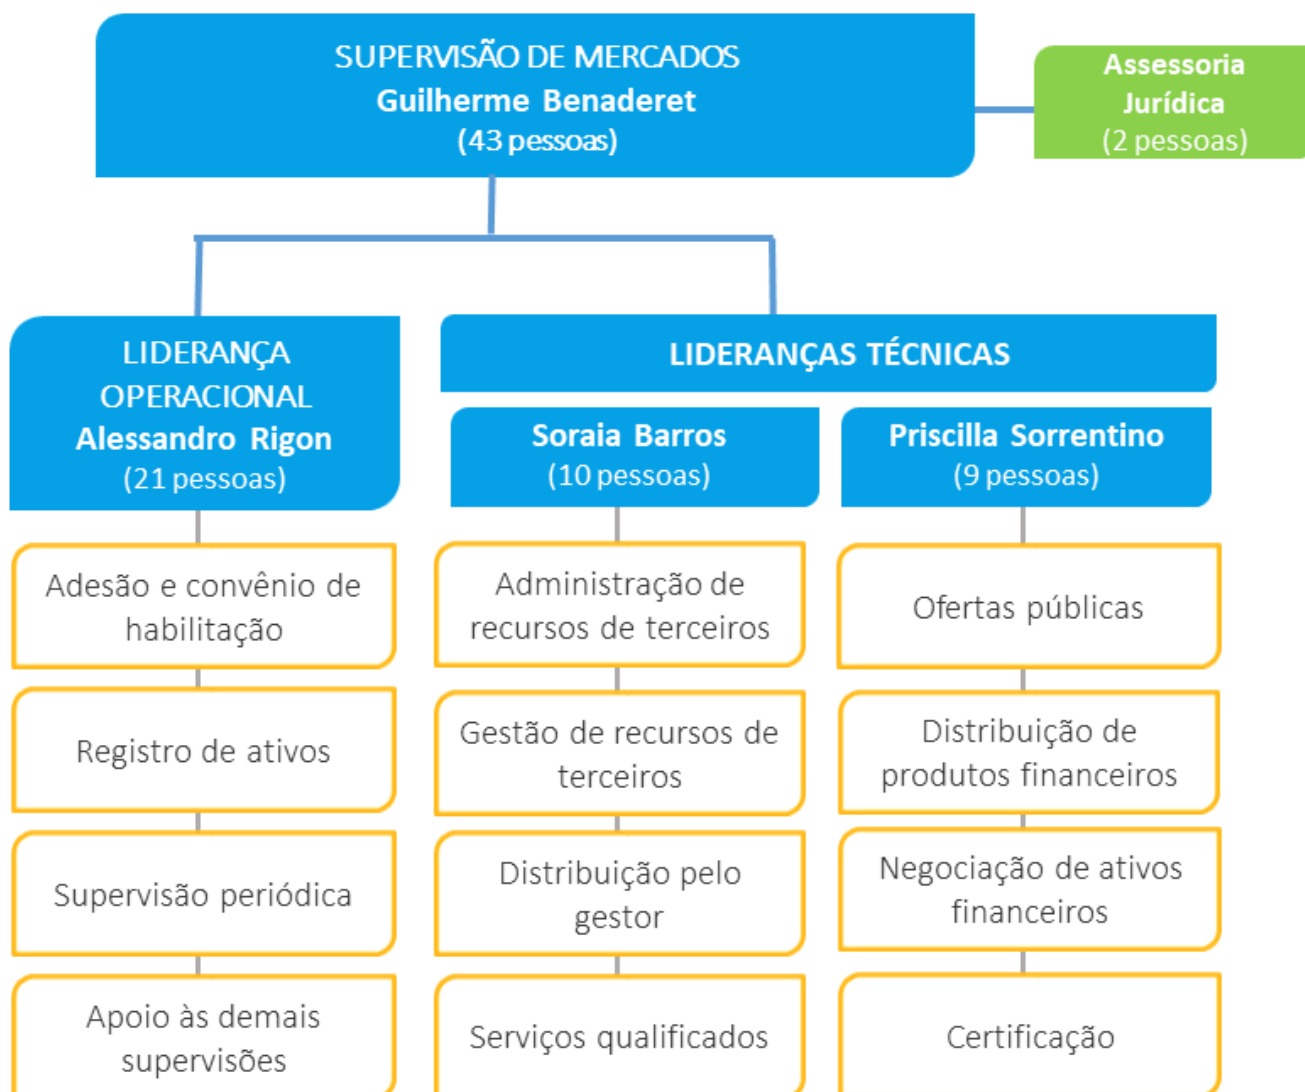 SUPERVISÃO DE MERCADOS
Guilherme Benaderet
(43 pessoas)
Assessoria
Jurídica
(2 pessoas)
LIDERANÇA
OPERACIONAL
Alessandro Rigon
(21 pessoas)
LIDERANÇAS TÉCNICAS
Soraia Barros
(10 pessoas)
Priscilla Sorrentino
(9 pessoas)
Adesão e convênio de
habilitação
Registro de ativos
Supervisão periódica
Apoio às demais
supervisões
Administração de
recursos de terceiros
Gestão de recursos de
terceiros
Distribuição pelo
gestor
Serviços qualificados
Ofertas públicas
Distribuição de
produtos financeiros
Negociação de ativos
financeiros
Certificação